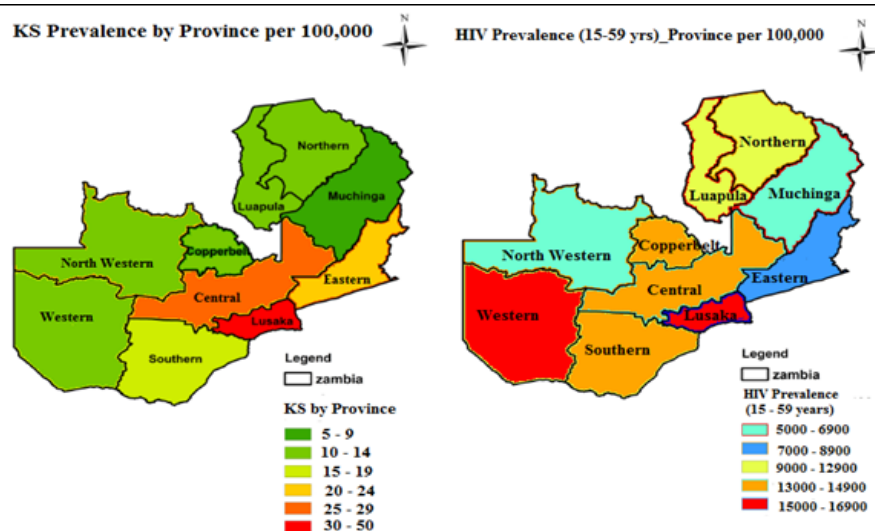 KS Prevalence by Province per 100,000
N
Northern
Luapula
Muchinga
Copperbelt
North Western
Eastern
Central
Western
Lusaka
Southern
Legend
zambia
KS by Province
5 - 9
10 - 14
15 - 19
20 - 24
25 - 29
30 - 50
HIV Prevalence (15-59 yrs)_Province per 100,000
N
Northern
Luapula
Muchinga
Copperbelt
North Western
Eastern
Central
Western
Lusaka
Southern
Legend
zambia
HIV Prevalence
(15 - 59 years)
5000 - 6900
7000 - 8900
9000 - 12900
13000 - 14900
15000 - 16900